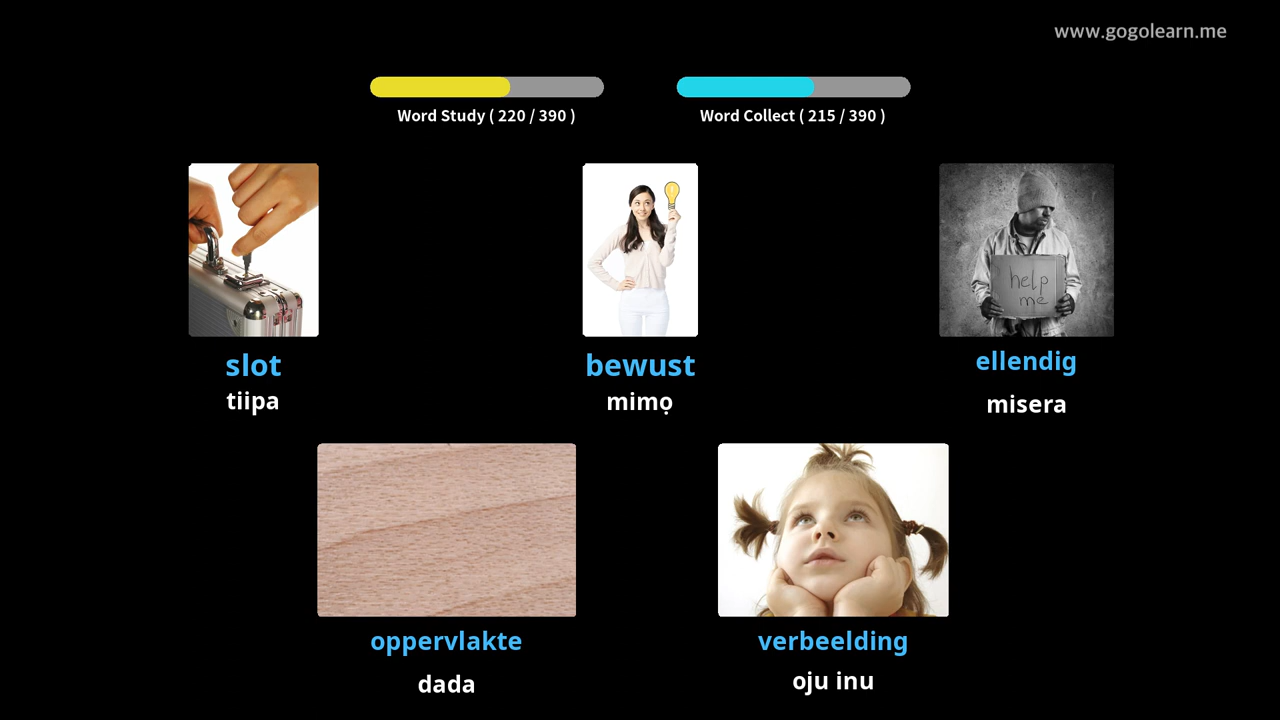 www.gogolearn.me
Word Study ( 220 / 390 )
Word Collect ( 215 / 390 )
slot
tiipa
bewust
mimọ
help
me
ellendig
misera
oppervlakte
dada
verbeelding
oju inu